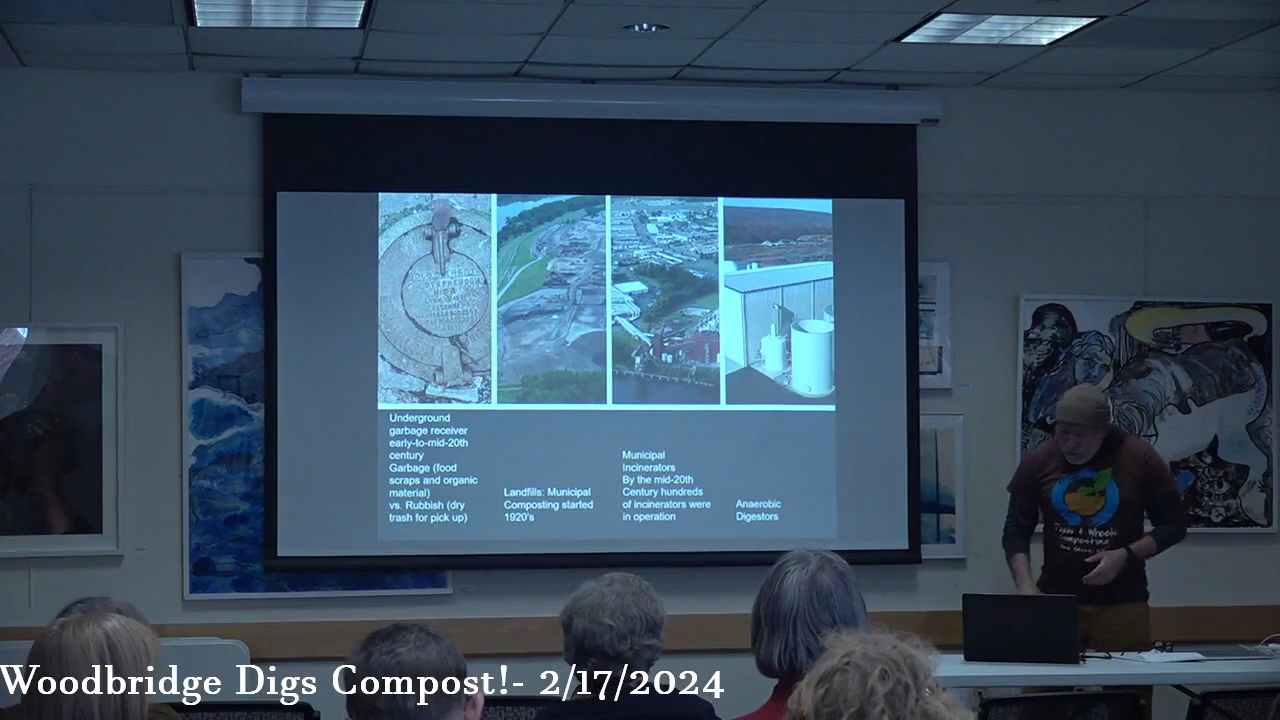 Underground
garbage receiver
early-to-mid-20th
century
Garbage (food
scraps and organic
material)
vs. Rubbish (dry
trash for pick up)
Landfills: Municipal
Composting started
1920's
Municipal
Incinerators
By the mid-20th
Century hundreds
of incinerators were
in operation
Anaerobic
Digestors
Composting
Woodbridge Digs Compost!- 2/17/2024